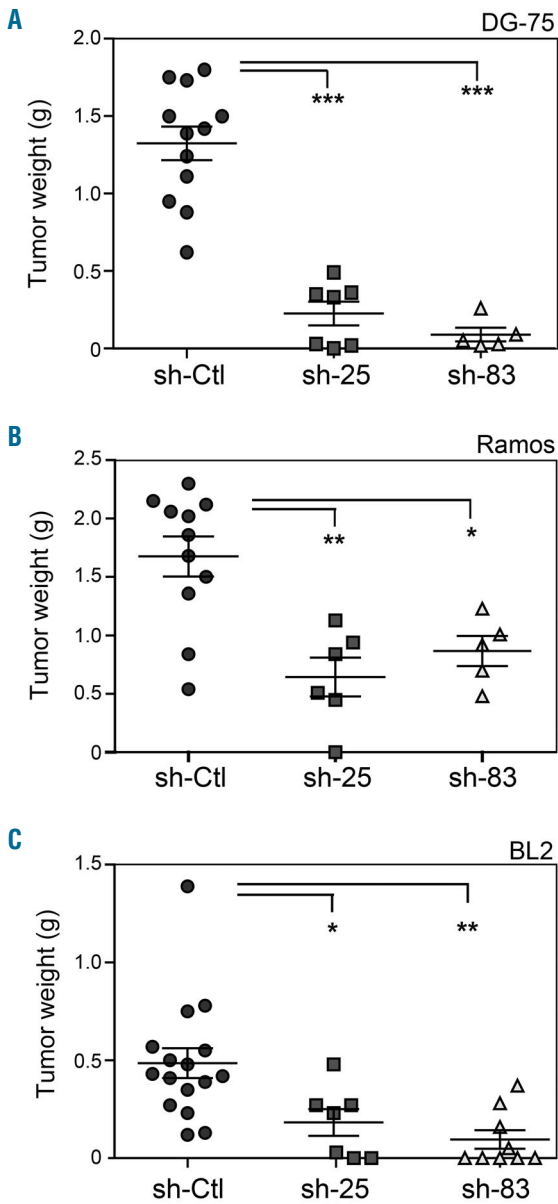 A
DG-75
Tumor weight (g)
2.0
1.5
1.0
0.5
0
***
***
sh-Ctl sh-25 sh-83
B
Ramos
Tumor weight (g)
2.5
2.0
1.5
1.0
0.5
0
**
*
sh-Ctl sh-25 sh-83
C
BL2
Tumor weight (g)
1.5
1.0
0.5
0
*
**
sh-Ctl sh-25 sh-83